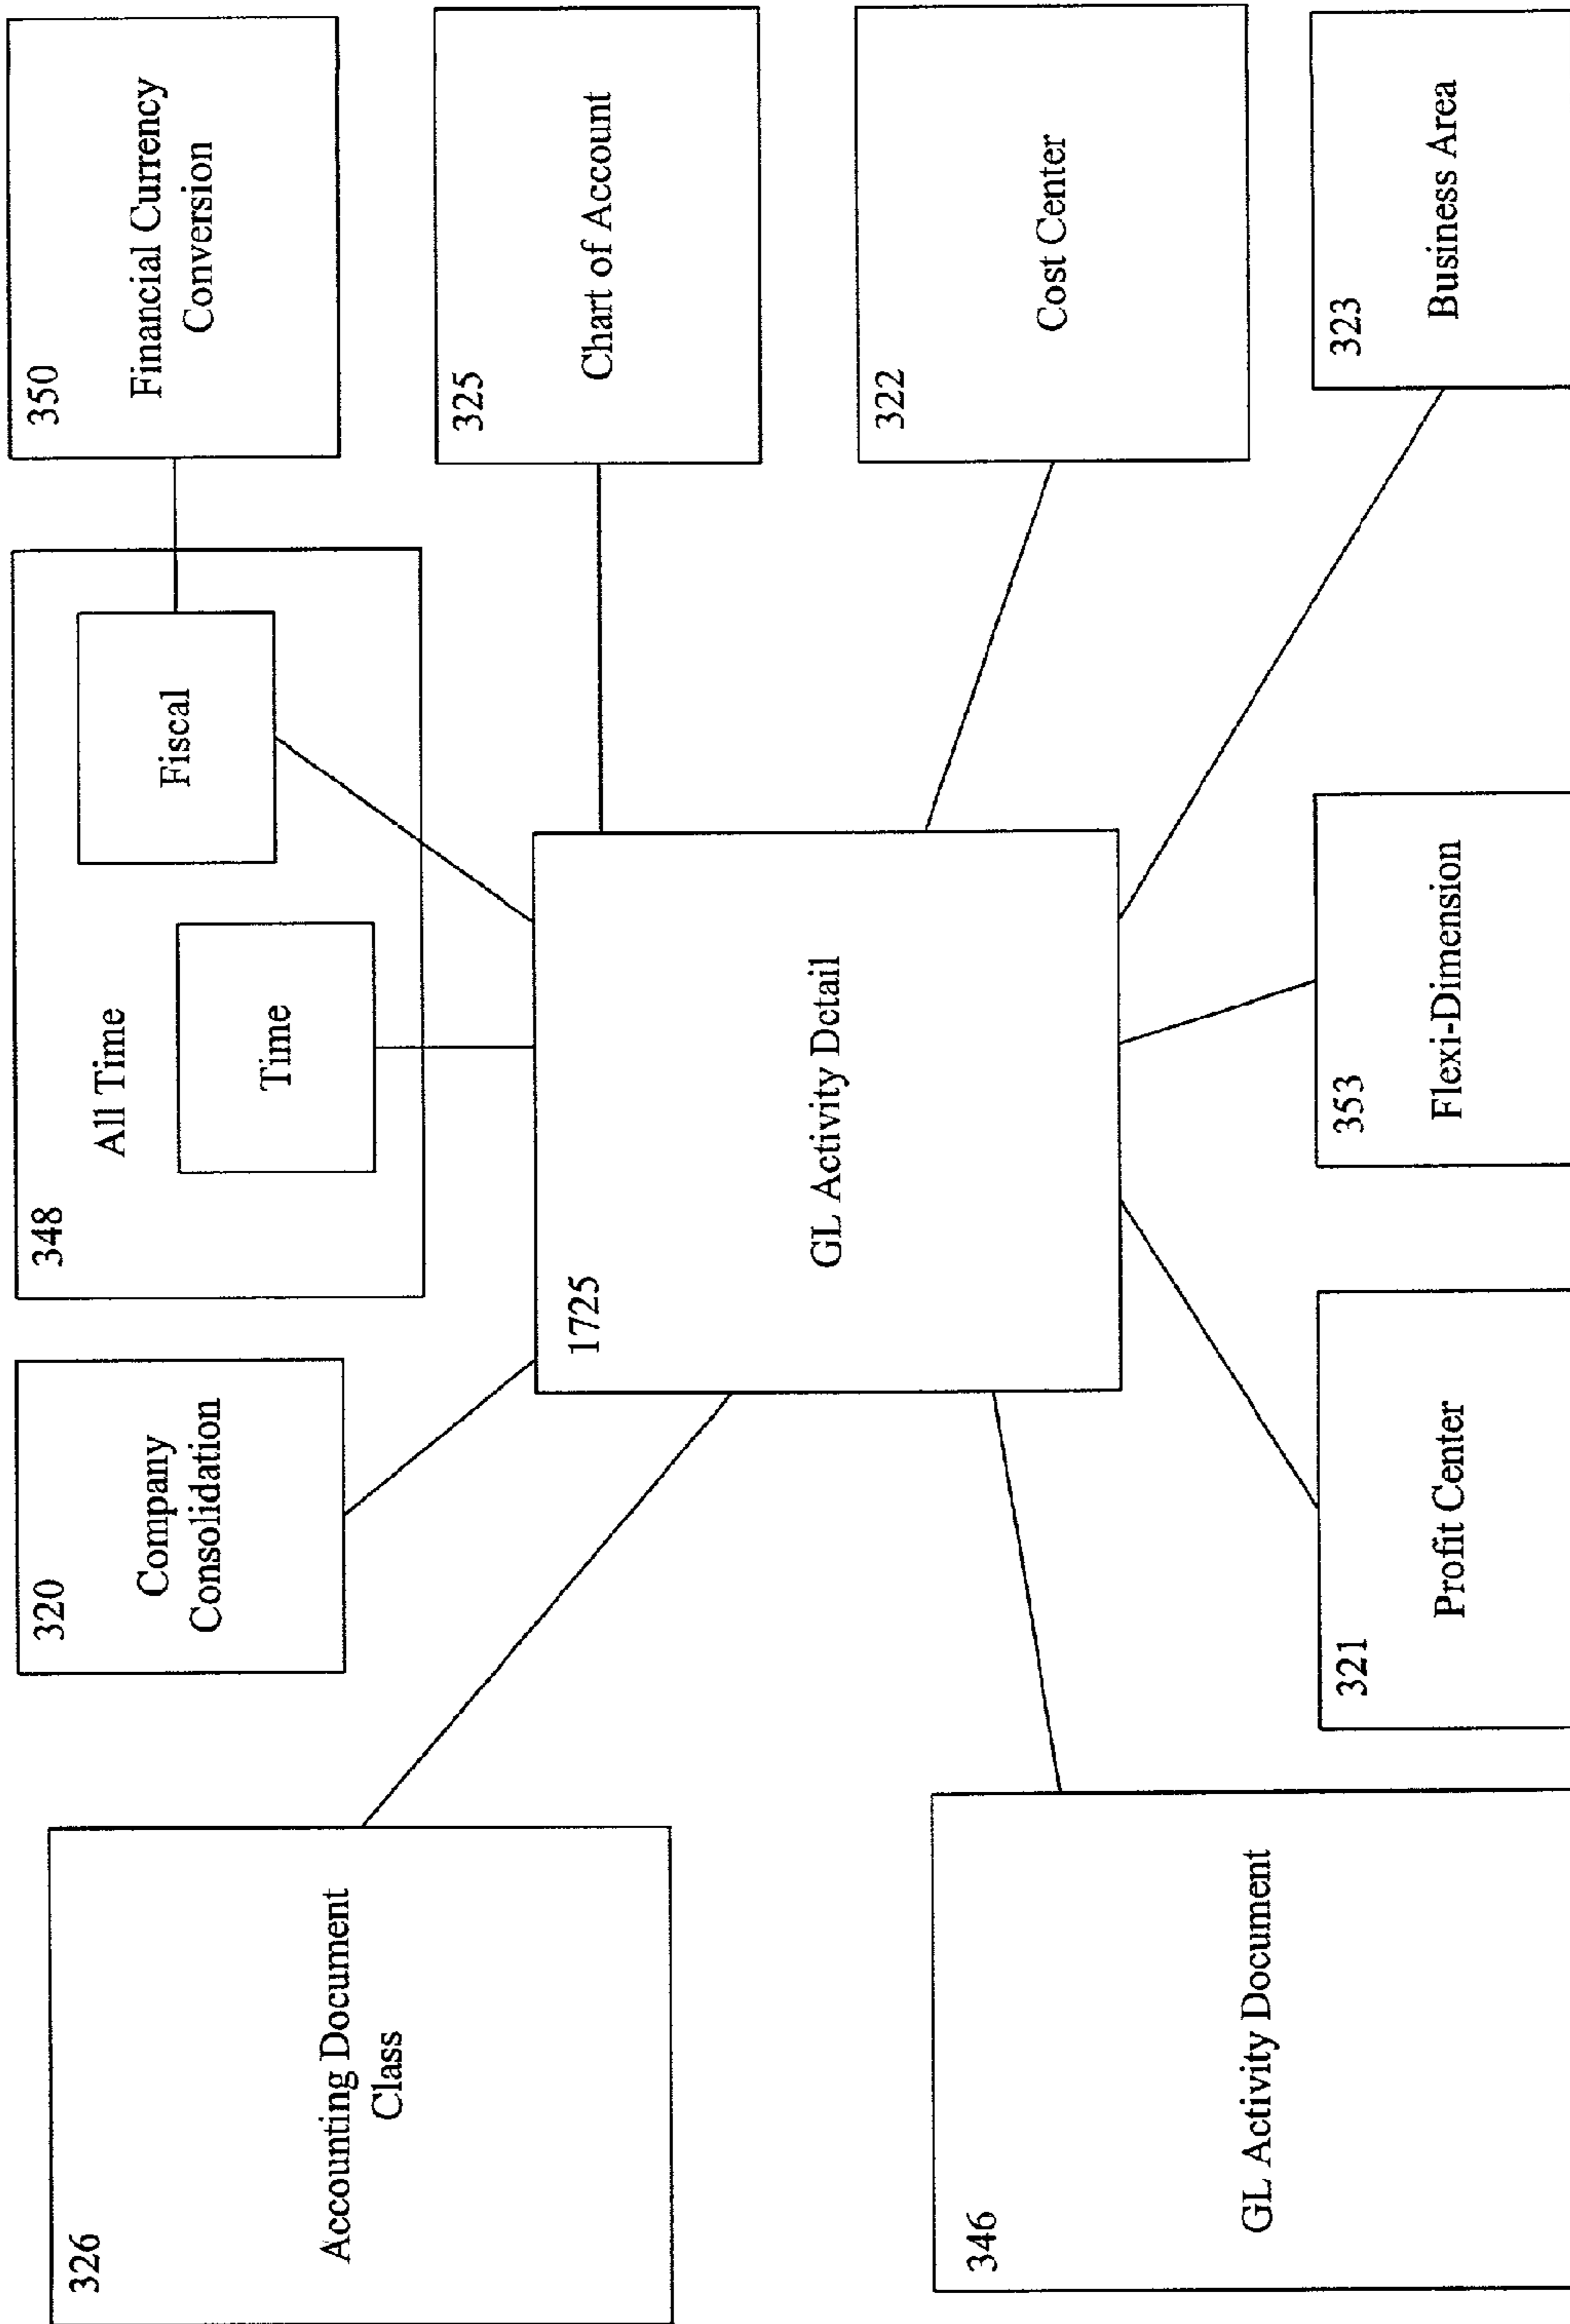 326
Accounting Document
Class
320
Company
Consolidation
348
All Time
Time
Fiscal
350
Financial Currency
Conversion
325
Chart of Account
1725
GL Activity Detail
322
Cost Center
346
GL Activity Document
321
Profit Center
353
Flexi-Dimension
323
Business Area